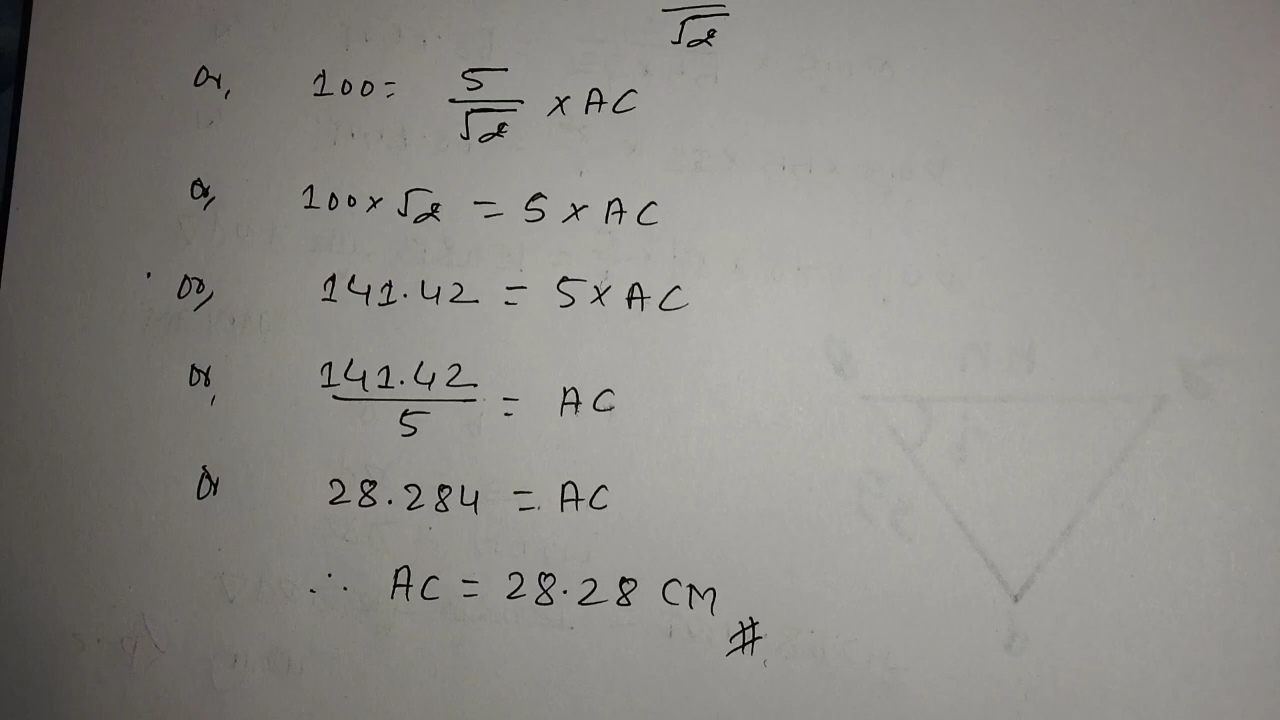 √2
Or, 100 = 5/√2 × AC
Or, 100 × √2 = 5 × AC
Or, 141.42 = 5 × AC
Or, 141.42/5 = AC
Or 28.284 = AC
∴ AC = 28.28 CM #